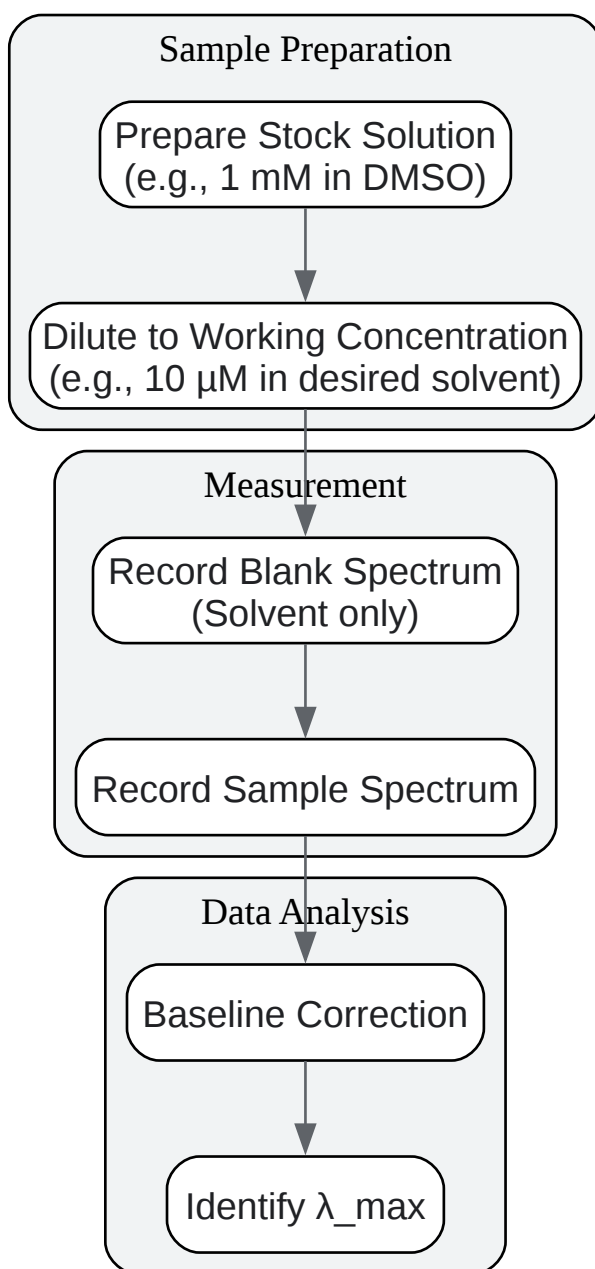 Sample Preparation
Prepare Stock Solution
(e.g., 1 mM in DMSO)
Dilute to Working Concentration
(e.g., 10 µM in desired solvent)
Measurement
Record Blank Spectrum
(Solvent only)
Record Sample Spectrum
Data Analysis
Baseline Correction
Identify λ_max